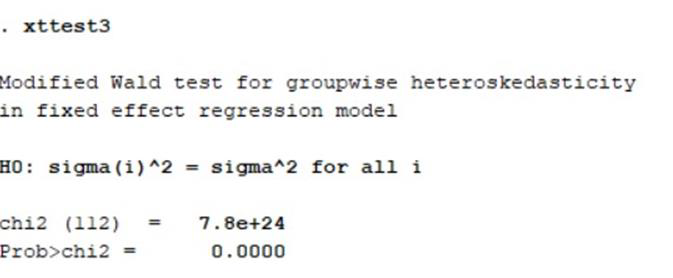 . xttest3
Modified Wald test for groupwise heteroskedasticity
in fixed effect regression model
H0: sigma(i)^2 = sigma^2 for all i
chi2 (112) = 7.8e+24
Prob>chi2 = 0.0000